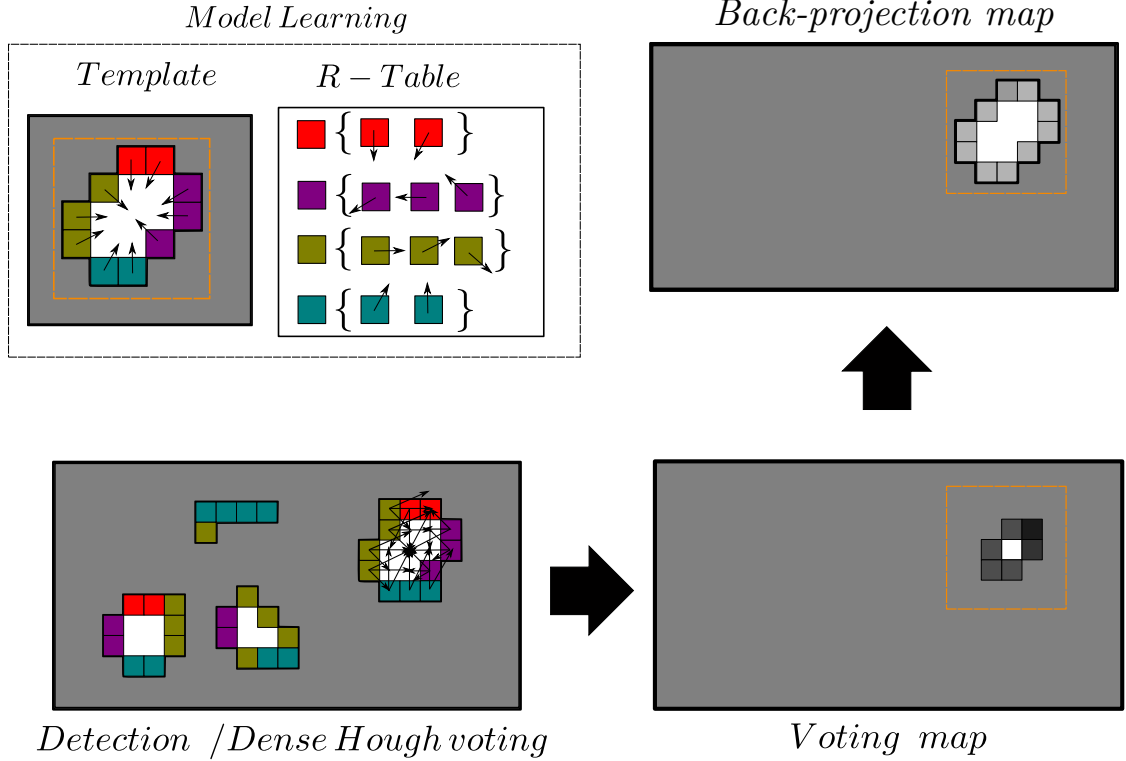 Model Learning
Template
R - Table
Back-projection map
{ }
{ }
{ }
{ }
Detection /Dense Hough voting
Voting map